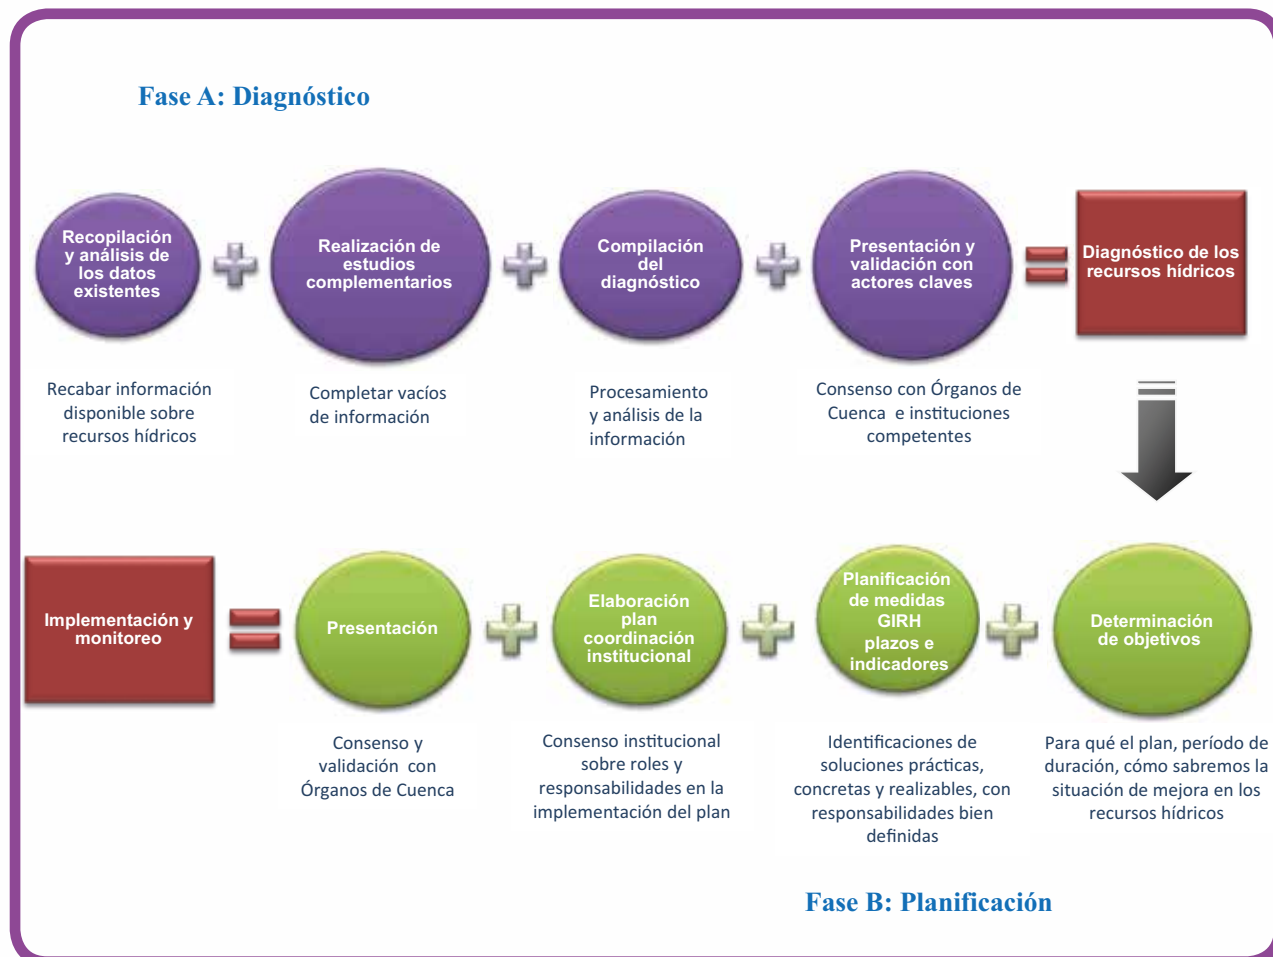 Fase A: Diagnóstico
Recopilación
y análisis de
los datos
existentes
Realización de
estudios
complementarios
Compilación
del
diagnóstico
Presentación y
validación con
actores claves
Diagnóstico de los
recursos hídricos
Recabar información
disponible sobre
recursos hídricos
Completar vacíos
de información
Procesamiento
y análisis de la
información
Consenso con Órganos de
Cuenca e instituciones
competentes
Implementación y
monitoreo
Presentación
Elaboración
plan
coordinación
institucional
Planificación
de medidas
GIRH
plazos e
indicadores
Determinación
de objetivos
Consenso y
validación con
Órganos de Cuenca
Consenso institucional
sobre roles y
responsabilidades en la
implementación del plan
Identificaciones de
soluciones prácticas,
concretas y realizables, con
responsabilidades bien
definidas
Para qué el plan, período de
duración, cómo sabremos la
situación de mejora en los
recursos hídricos
Fase B: Planificación